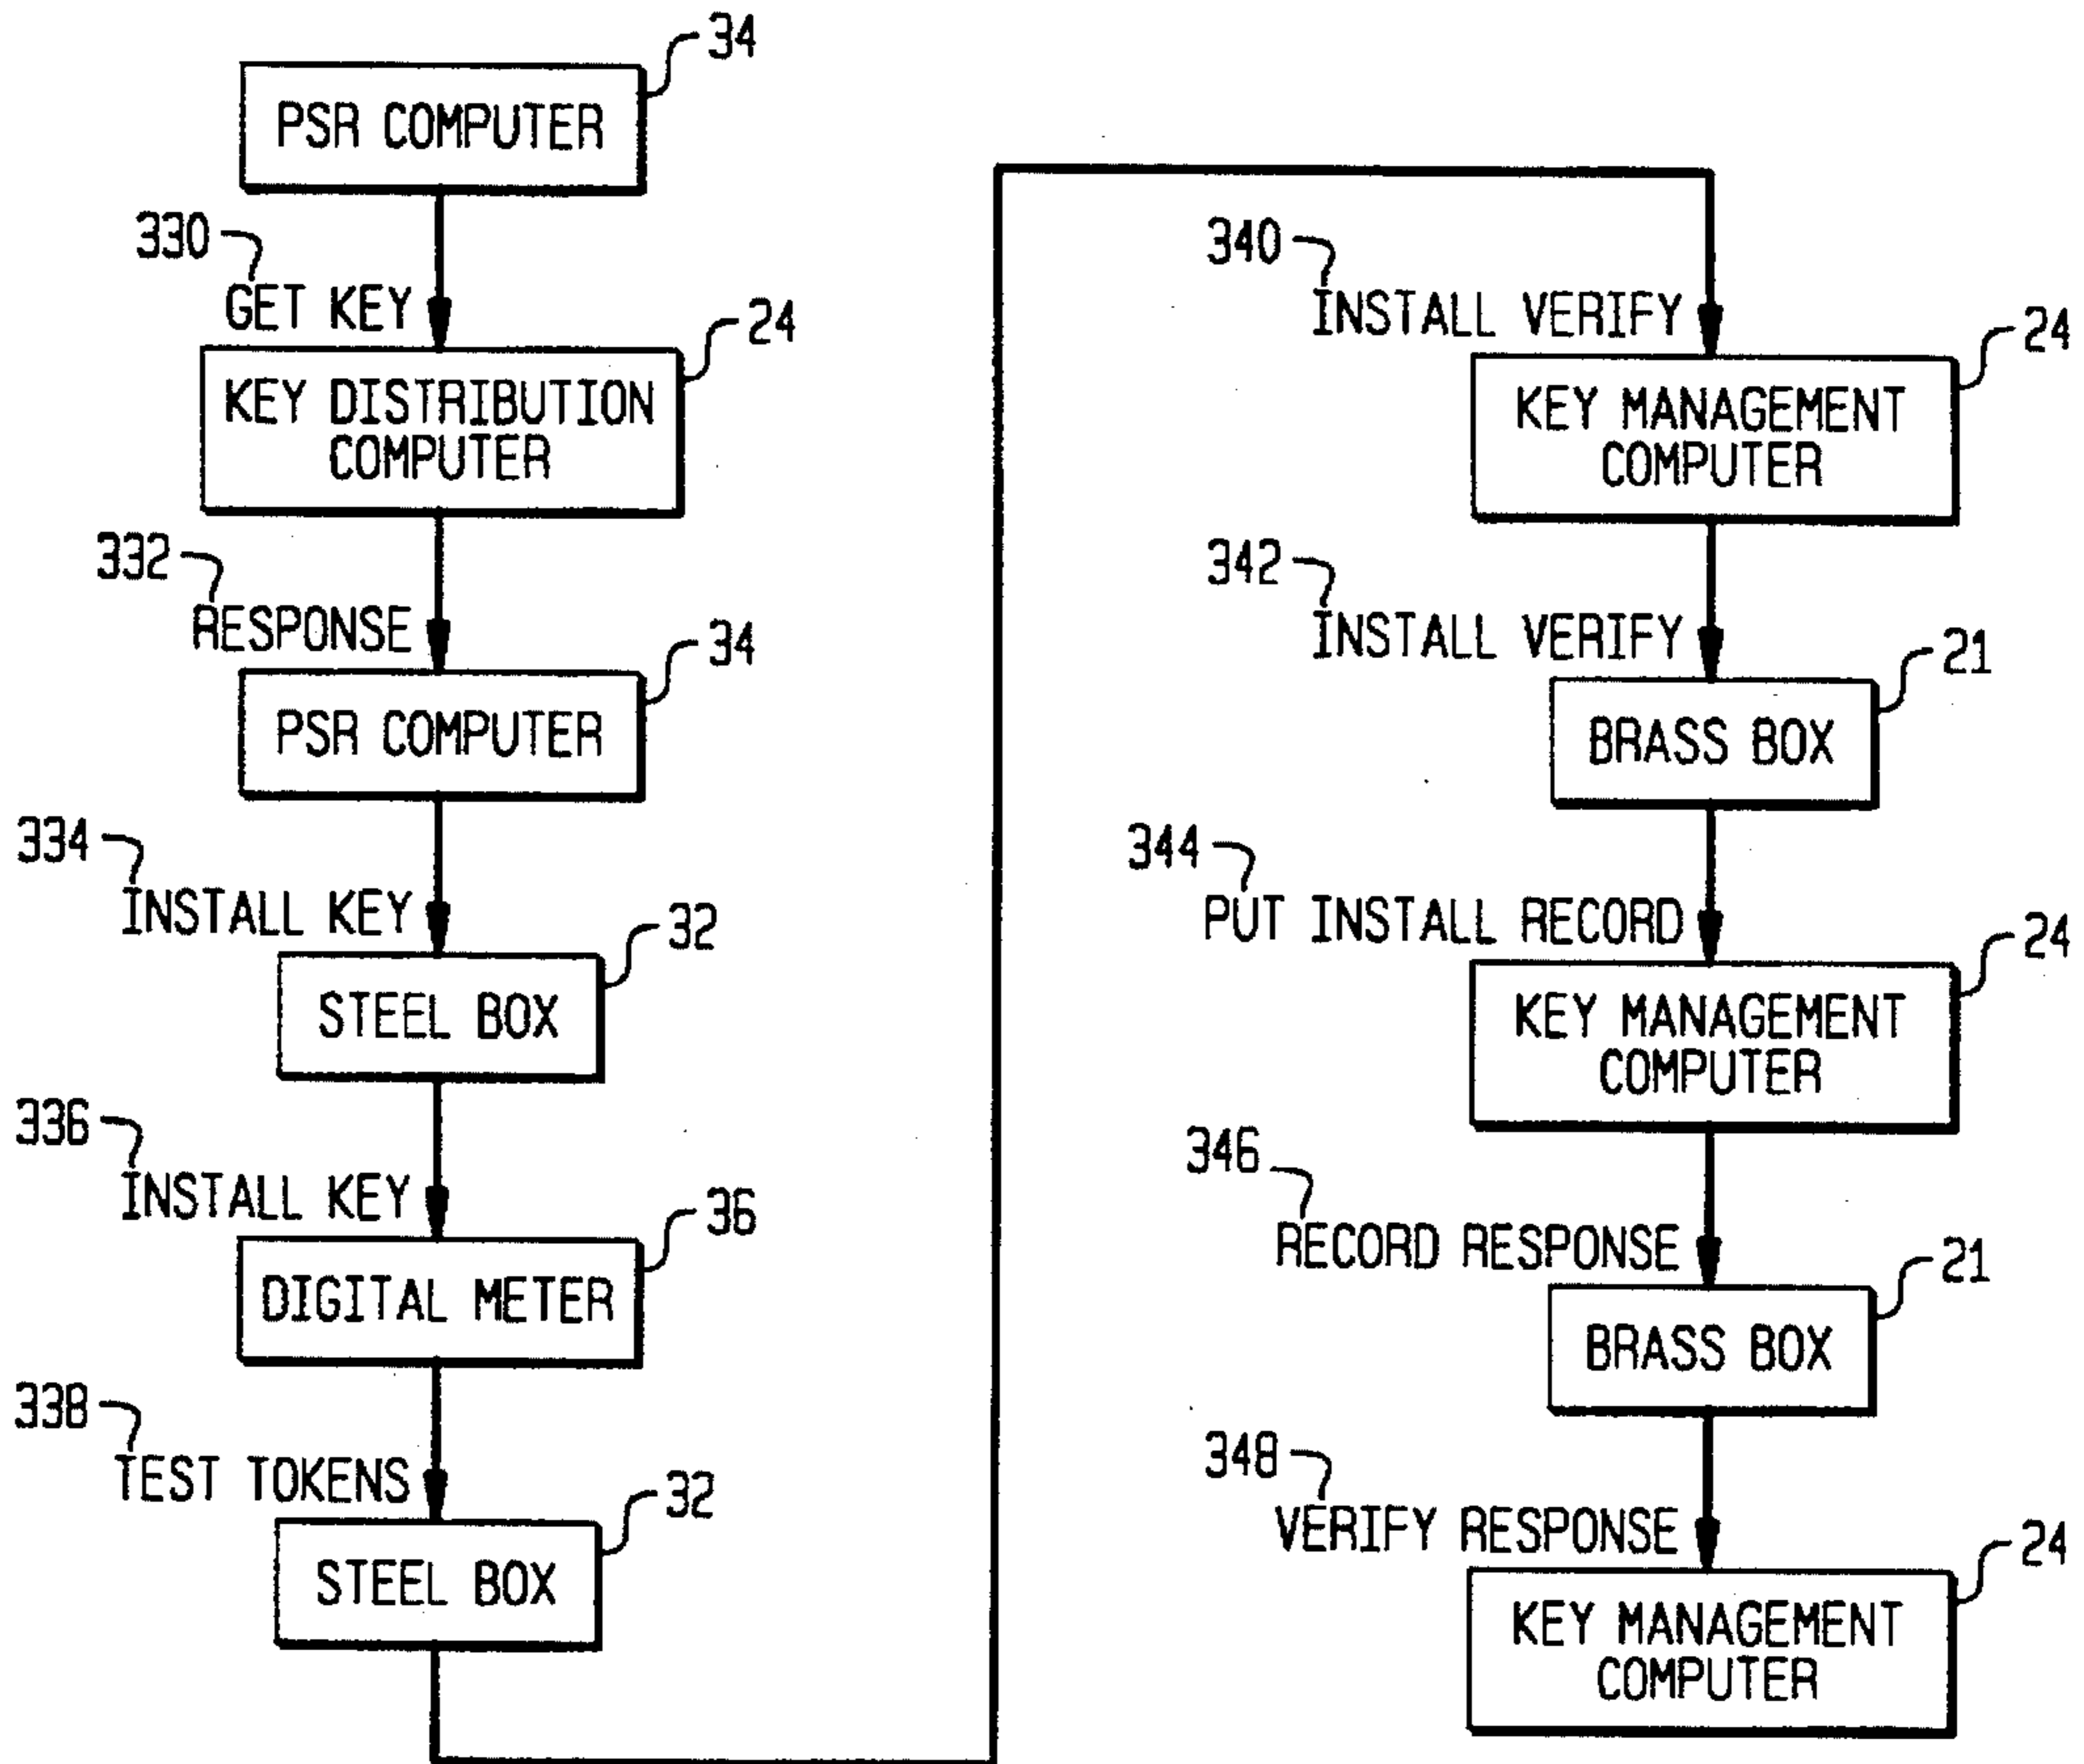 34
PSR COMPUTER
330
GET KEY
24
KEY DISTRIBUTION
COMPUTER
332
RESPONSE
34
PSR COMPUTER
334
INSTALL KEY
32
STEEL BOX
336
INSTALL KEY
36
DIGITAL METER
338
TEST TOKENS
32
STEEL BOX
340
INSTALL VERIFY
24
KEY MANAGEMENT
COMPUTER
342
INSTALL VERIFY
21
BRASS BOX
344
PUT INSTALL RECORD
24
KEY MANAGEMENT
COMPUTER
346
RECORD RESPONSE
21
BRASS BOX
348
VERIFY RESPONSE
24
KEY MANAGEMENT
COMPUTER